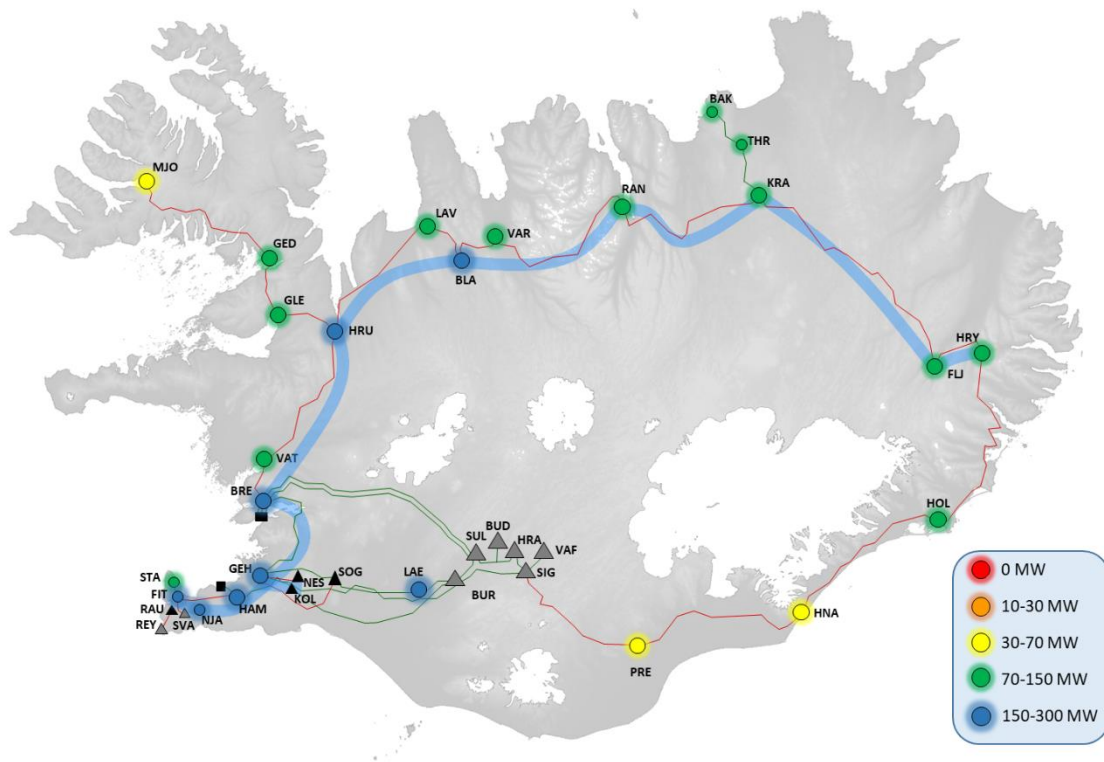 BAK
THR
MJO
RAN
KRA
LAV
VAR
GED
BLA
GLE
HRU
HRY
FLJ
VAT
BRE
HOL
BUD
SUL
HRA
VAF
GEH
NES
SOG
LAE
SIG
STA
KOL
BUR
FIT
HAM
RAU
NJA
SVA
REY
HNA
PRE
0 MW
10-30 MW
30-70 MW
70-150 MW
150-300 MW